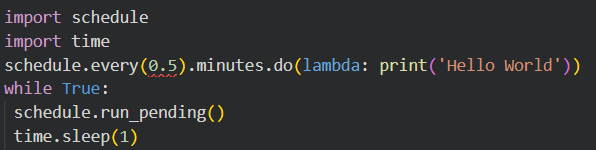 import schedule
import time
schedule.every(0.5).minutes.do(lambda: print('Hello World'))
while True:
 schedule.run_pending()
 time.sleep(1)